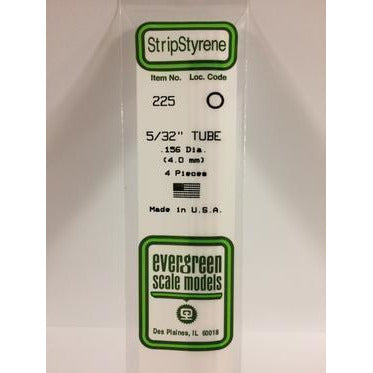 StripStyrene
Item No. Loc. Code
225
5/32" TUBE
.156 Dia.
(4.0 mm)
4 Pieces
Made in U.S.A.
evergreen
scale models
Des Plaines, IL 60018